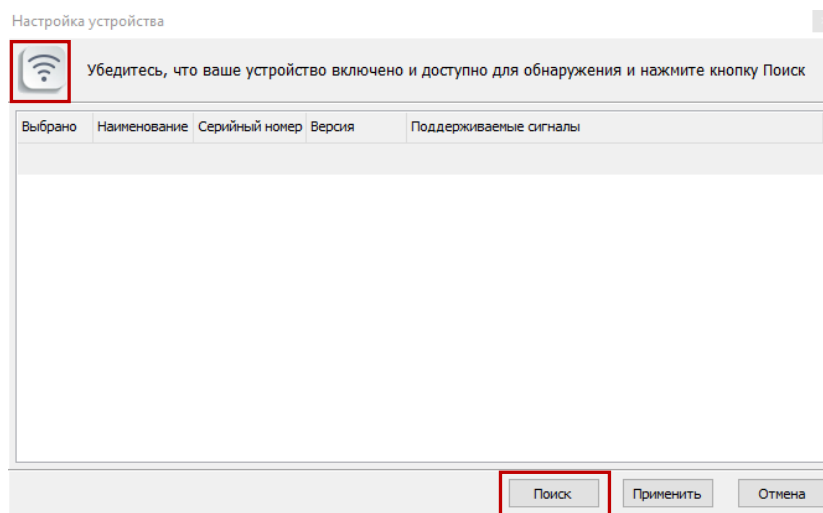 Настройка устройства
Убедитесь, что ваше устройство включено и доступно для обнаружения и нажмите кнопку Поиск
Выбрано Наименование Серийный номер Версия Поддерживаемые сигналы
Поиск Применить Отмена